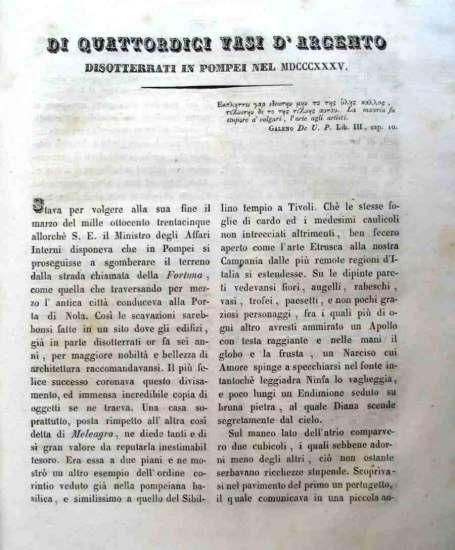 DI QUATTORDICI VASI D'ARGENTO
DISOTTERRATI IN POMPEI NEL MDCCCXXXV.
γαρ μεν το της ὑλης καλλος,
δε το της τεχνης αυτου. La materia fa
stupore a' volgari, l'arte agli artisti.
GALENO De U. P. Lib. III, cap. 10.
Stava per volgere alla sua fine il
marzo del mille ottocento trentacinque
allorchè S. E. il Ministro degli Affari
Interni disponeva che in Pompei si
proseguisse a sgomberare il terreno
dalla strada chiamata della Fortuna,
come quella che traversando per mez-
zo l' antica città conduceva alla Por-
ta di Nola. Così le scavazioni sareb-
bonsi fatte in un sito dove gli edifizi,
già in parte disotterrati or fa sei an-
ni, per maggiore nobiltà e bellezza di
architettura raccomandavansi. Il più fe-
lice successo coronava questo divisa-
mento, ed immensa incredibile copia di
oggetti se ne traeva. Una casa so-
prattutto, posta rimpetto all'altra così
detta di Meleagro, ne diede tanti e di
sì gran valore da reputarla inestimabil
tesoro. Era essa a due piani e ne mo-
strò un altro esempio dell'ordine co-
rintio veduto già nella pompeiana ba-
silica, e similissimo a quello del Sibil-
lino tempio a Tivoli. Chè le stesse fo-
glie di cardo ed i medesimi caulicoli
non intrecciati altrimenti, ben fecero
aperto come l'arte Etrusca alla nostra
Campania dalle più remote regioni d'I-
talia si estendesse. Su le dipinte pare-
ti vedevansi fiori, angelli, rabeschi,
vasi, trofei, paesetti, e non pochi gra-
ziosi personaggi, fra i quali più di o-
gni altro avresti ammirato un Apollo
con testa raggiante e nelle mani il
globo e la frusta, un Narciso cui
Amore spinge a specchiarsi nel fonte in-
tantochè leggiadra Ninfa lo vagheggia,
e poco lungi un Endimione seduto su
bruna pietra, al quale Diana scende
segretamente dal cielo.
Sul manco lato dell'atrio comparve-
ro due cubicoli, i quali sebbene ador-
ni meno degli altri, ciò non ostante
serbavano ricchezze stupende. Scopriva-
si nel pavimento del primo un pertugetto,
il quale comunicava in una piccola an-